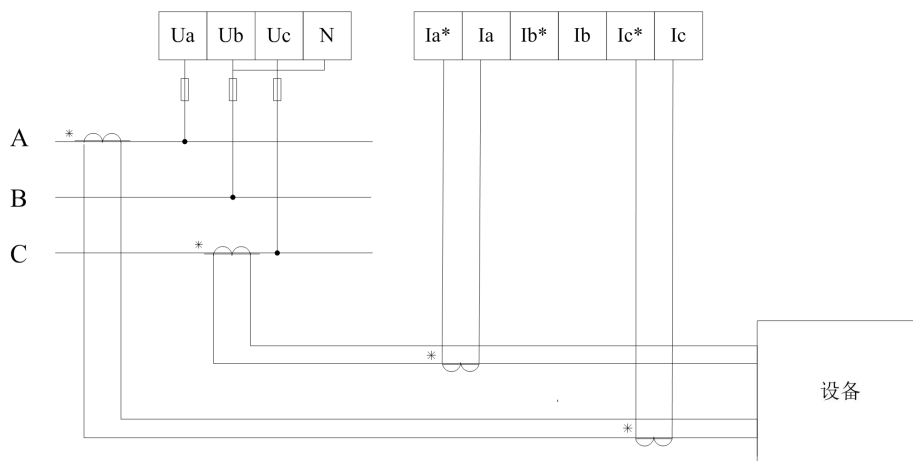 Ua Ub Uc N Ia* Ia Ib* Ib Ic* Ic
A *
B
C *
*
设备
*